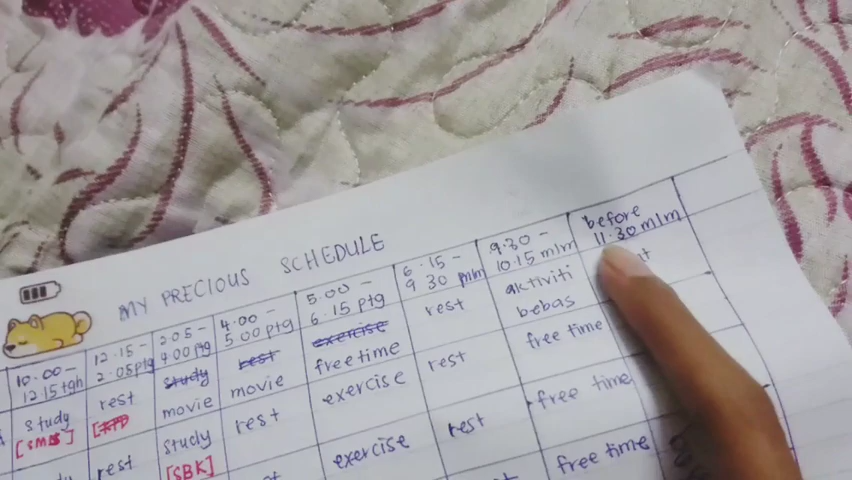 MY PRECIOUS SCHEDULE
10.00 -
12.15 tgh
12.15 -
2.05 ptg
2.05 -
4.00 ptg
4.00 -
5.00 ptg
5.00 -
6.15 ptg
6.15 -
9.30 mlm
9.30 -
10.15 mlm
before
11.30 mlm
study
rest
study
movie
rest
movie
exercise
free time
rest
aktiviti
bebas
study
[SBK]
rest
rest
exercise
rest
free time
exercise
rest
free time
free time